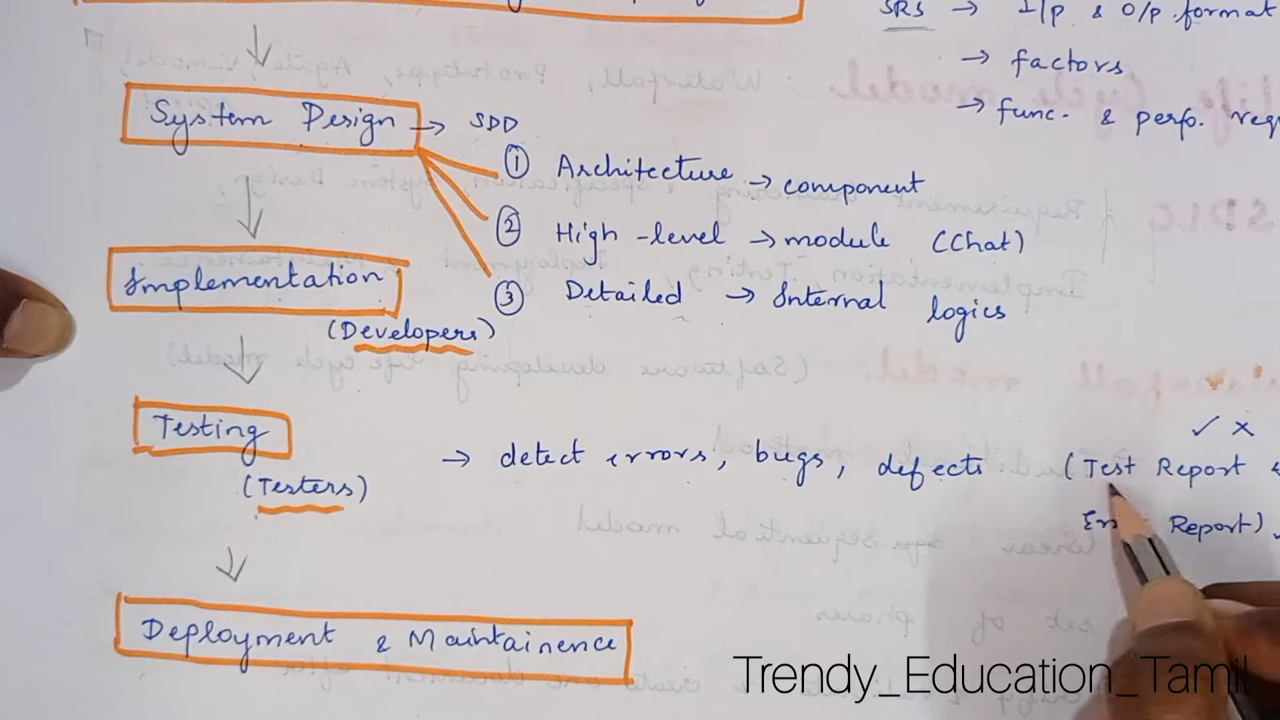 SRS → I/p & O/p format
→ factors
→ func. & perfo. req
System Design → SDD
① Architecture → component
② High-level → module (Chat)
③ Detailed → Internal logics
Implementation
(Developers)
Testing
(Testers)
→ detect errors, bugs, defects (Test Report &
Report)
Deployment & Maintainence
Trendy_Education_Tamil